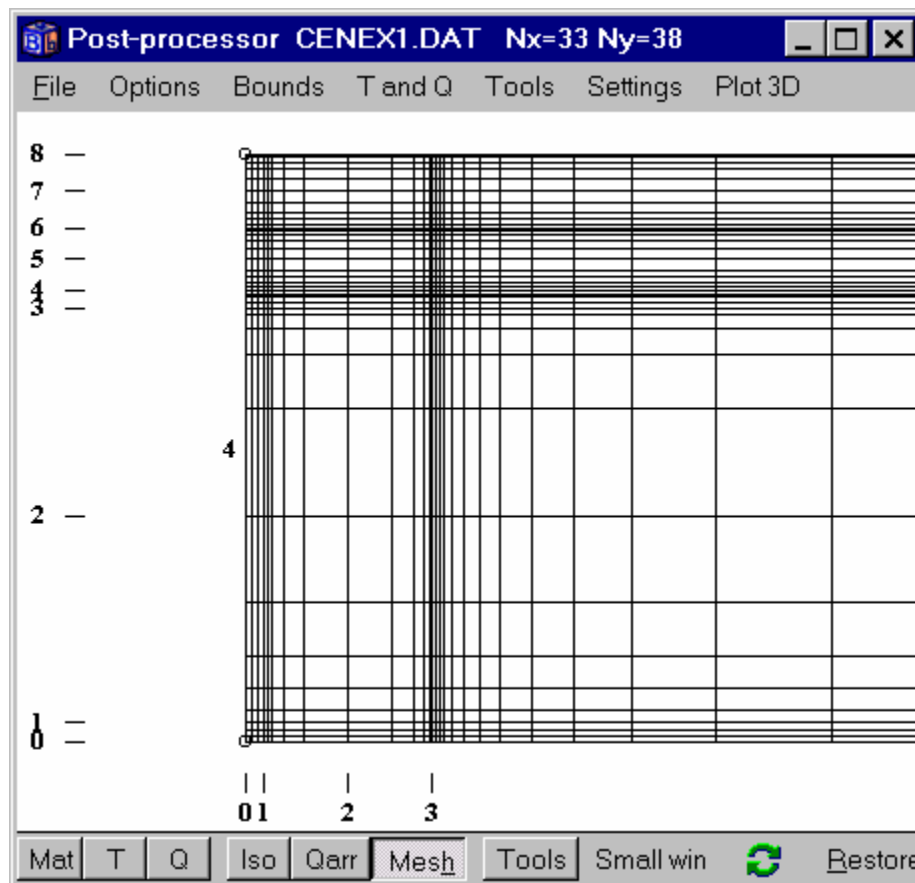 Post-processor CENEX1.DAT Nx=33 Ny=38
File Options Bounds T and Q Tools Settings Plot 3D
8
7
6
5
4
3
4
2
1
0
0 1 2 3
Mat T Q Iso Qarr Mesh Tools Small win Restore